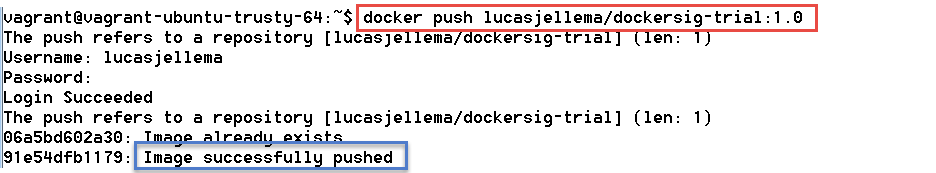 vagrant@vagrant-ubuntu-trusty-64:~$ docker push lucasjellema/dockersig-trial:1.0
The push refers to a repository [lucasjellema/dockersig-trial] (len: 1)
Username: lucasjellema
Password:
Login Succeeded
The push refers to a repository [lucasjellema/dockersig-trial] (len: 1)
06a5bd602a30: Image already exists
91e54dfb1179: Image successfully pushed